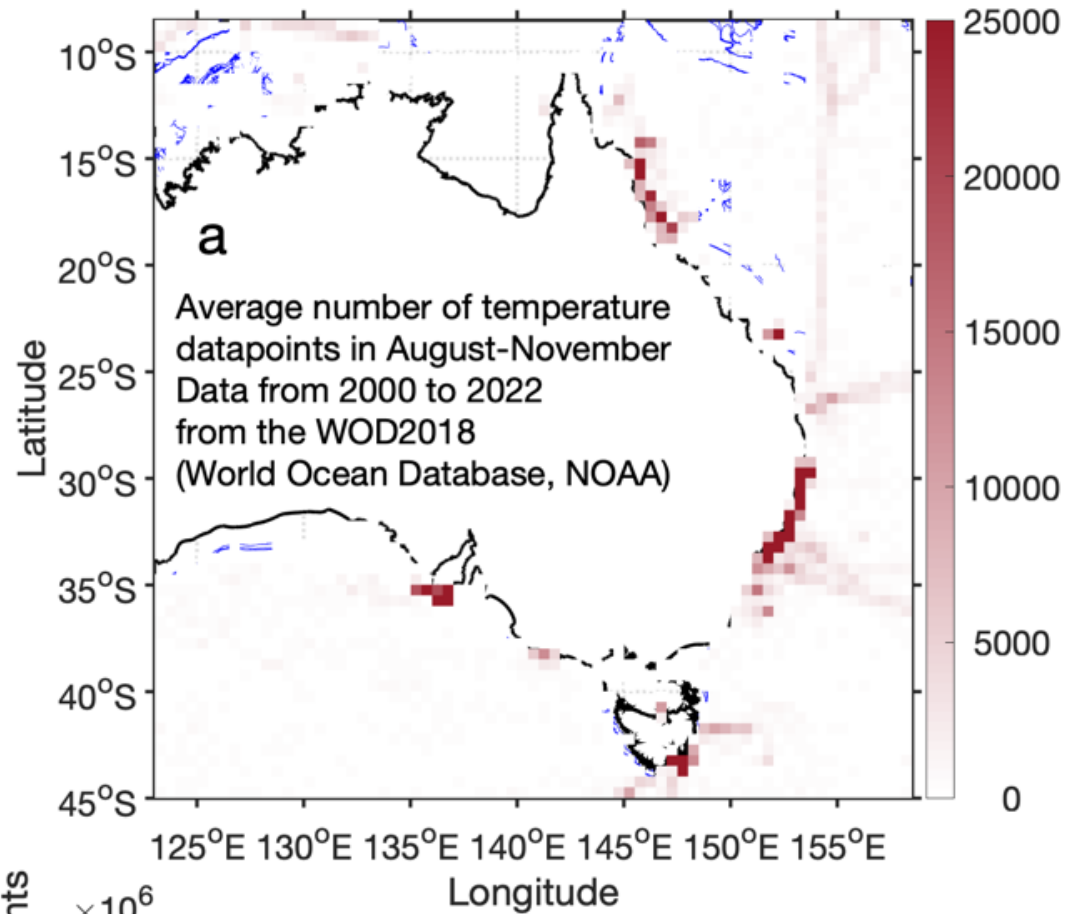 25000
10°S
15°S
20000
a
20°S
Average number of temperature
datapoints in August-November
15000
25°S
Data from 2000 to 2022
from the WOD2018
(World Ocean Database, NOAA)
Latitude
30°S
10000
35°S
5000
40°S
45°S
0
125°E 130°E 135°E 140°E 145°E 150°E 155°E
Longitude
nts
×10⁶